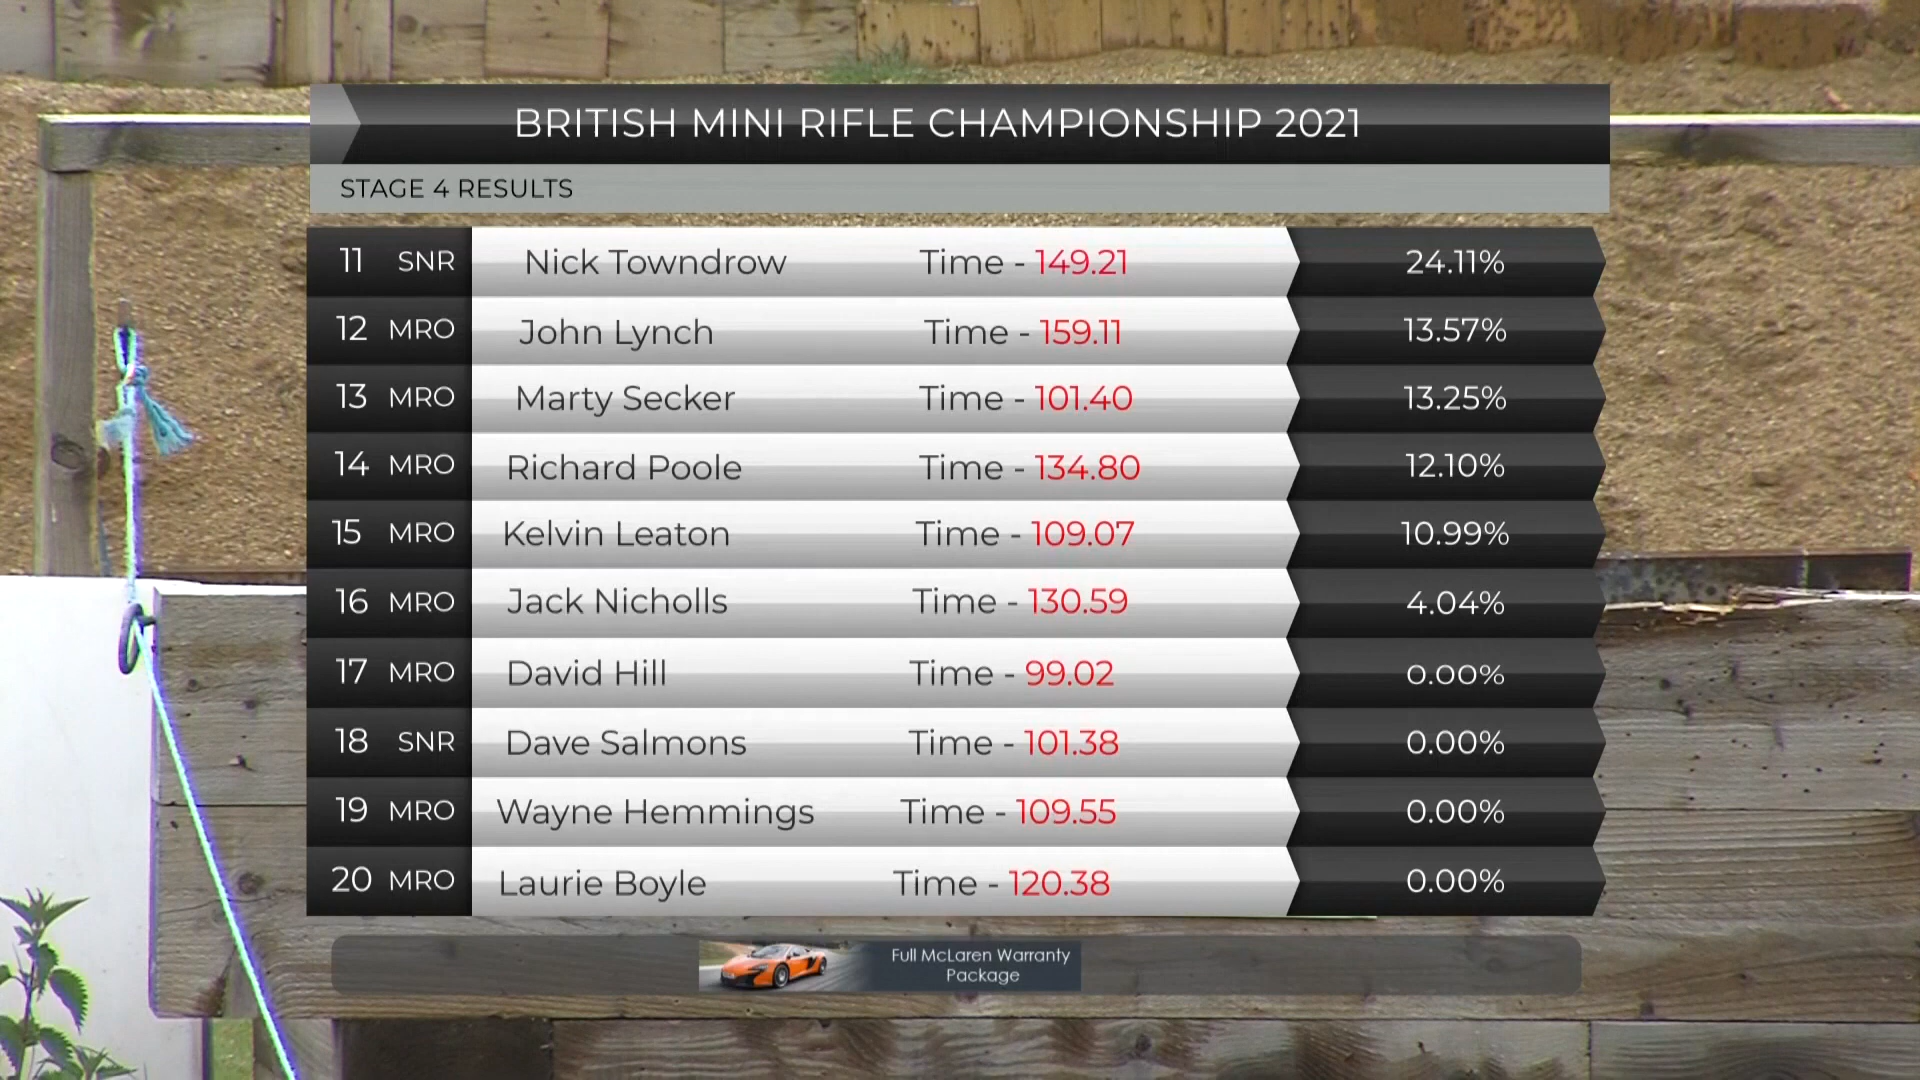 BRITISH MINI RIFLE CHAMPIONSHIP 2021
STAGE 4 RESULTS
11 SNR Nick Towndrow Time - 149.21 24.11%
12 MRO John Lynch Time - 159.11 13.57%
13 MRO Marty Secker Time - 101.40 13.25%
14 MRO Richard Poole Time - 134.80 12.10%
15 MRO Kelvin Leaton Time - 109.07 10.99%
16 MRO Jack Nicholls Time - 130.59 4.04%
17 MRO David Hill Time - 99.02 0.00%
18 SNR Dave Salmons Time - 101.38 0.00%
19 MRO Wayne Hemmings Time - 109.55 0.00%
20 MRO Laurie Boyle Time - 120.38 0.00%
Full McLaren Warranty
Package